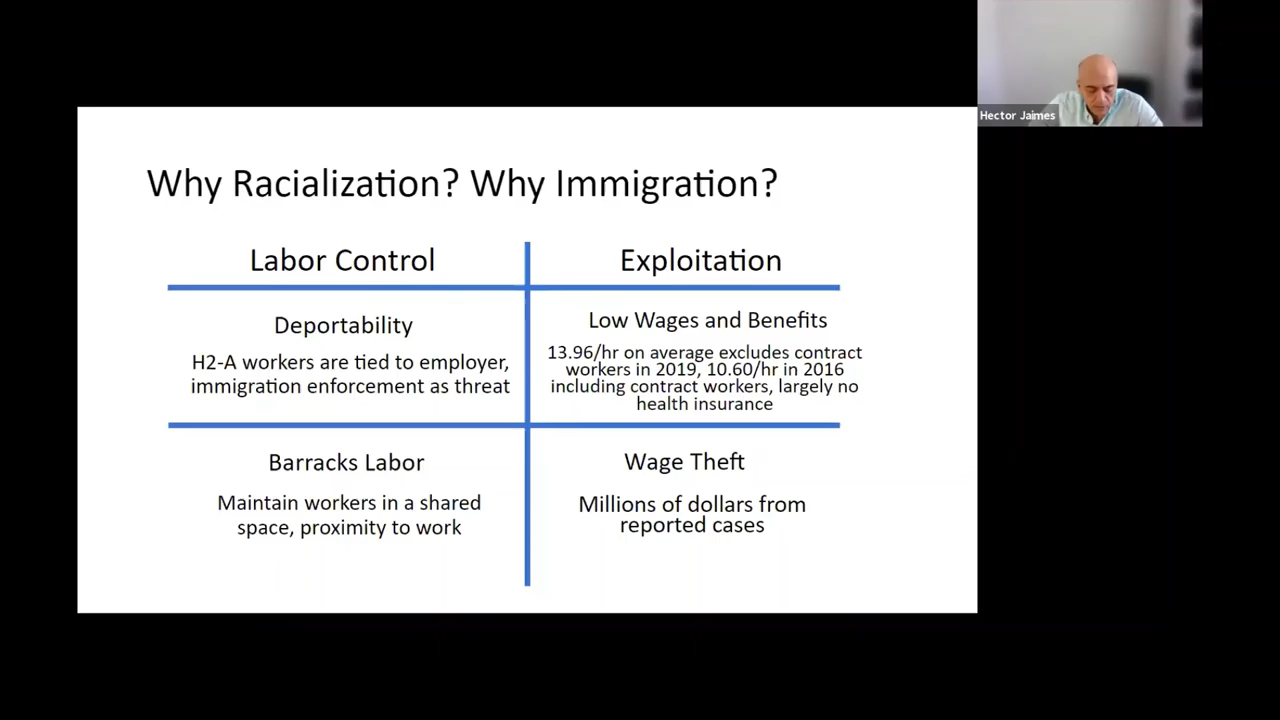 Hector Jaimes
Why Racialization? Why Immigration?
Labor Control
Exploitation
Deportability
H2-A workers are tied to employer,
immigration enforcement as threat
Low Wages and Benefits
13.96/hr on average excludes contract
workers in 2019, 10.60/hr in 2016
including contract workers, largely no
health insurance
Barracks Labor
Maintain workers in a shared
space, proximity to work
Wage Theft
Millions of dollars from
reported cases